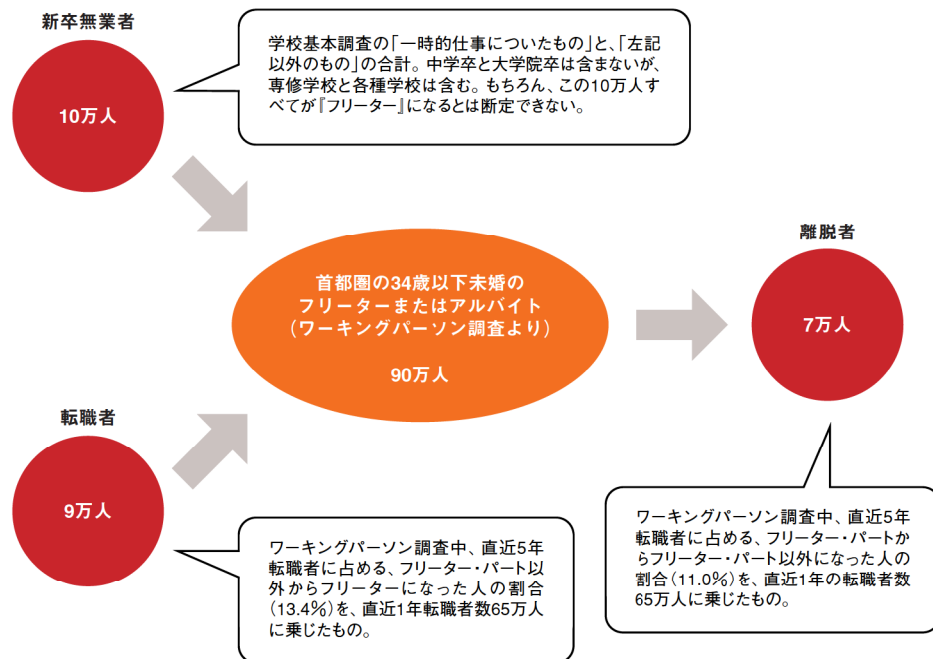 新卒無業者
10万人
学校基本調査の「一時的仕事についたもの」と、「左記
以外のもの」の合計。中学卒と大学院卒は含まないが、
専修学校と各種学校は含む。もちろん、この10万人す
べてが『フリーター』になるとは断定できない。
首都圏の34歳以下未婚の
フリーターまたはアルバイト
(ワーキングパーソン調査より)
90万人
離脱者
7万人
転職者
9万人
ワーキングパーソン調査中、直近5年
転職者に占める、フリーター・パート以
外からフリーターになった人の割合
(13.4%)を、直近1年転職者数65万人
に乗じたもの。
ワーキングパーソン調査中、直近5年
転職者に占める、フリーター・パートか
らフリーター・パート以外になった人の
割合(11.0%)を、直近1年の転職者数
65万人に乗じたもの。